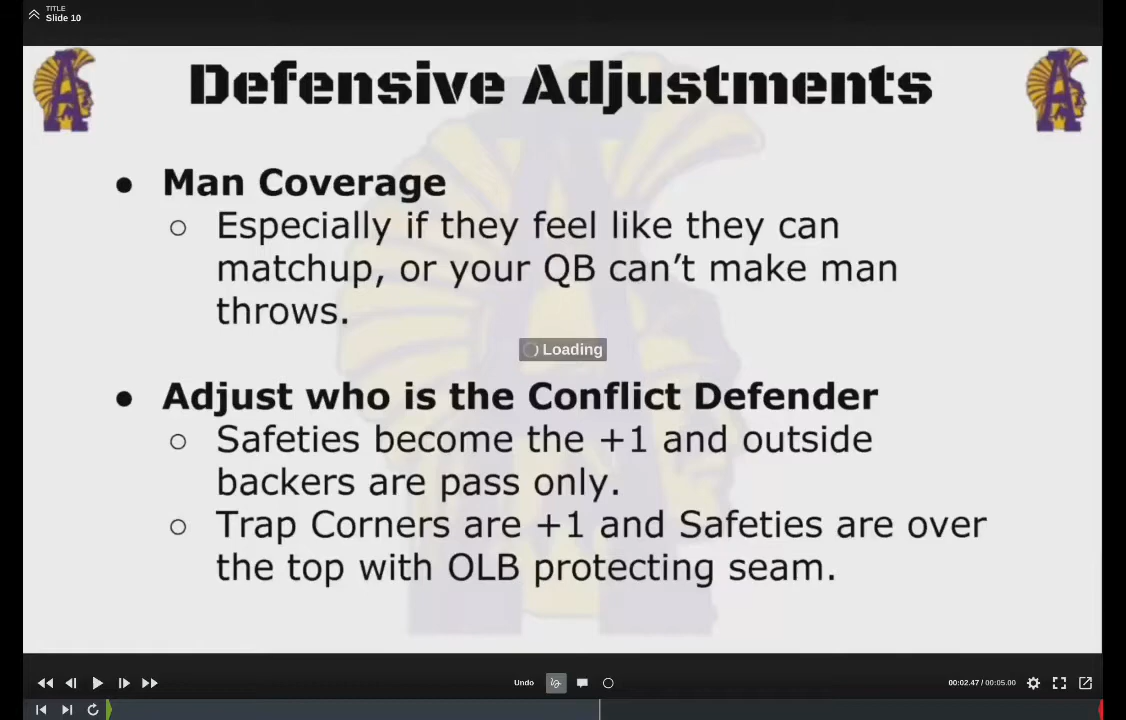 TITLE
Slide 10
Defensive Adjustments
● Man Coverage
○ Especially if they feel like they can
matchup, or your QB can’t make man
throws.
Loading
● Adjust who is the Conflict Defender
○ Safeties become the +1 and outside
backers are pass only.
○ Trap Corners are +1 and Safeties are over
the top with OLB protecting seam.
Undo
00:02.47 / 00:05.00